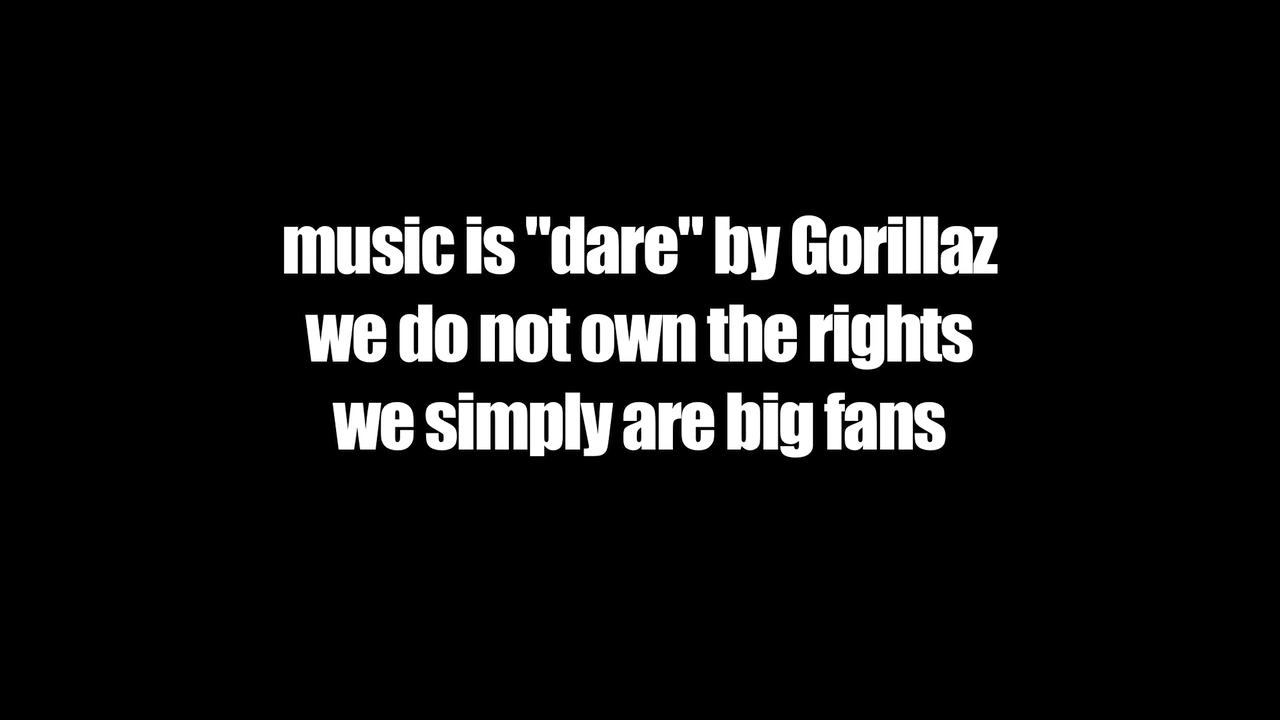 music is "dare" by Gorillaz
we do not own the rights
we simply are big fans